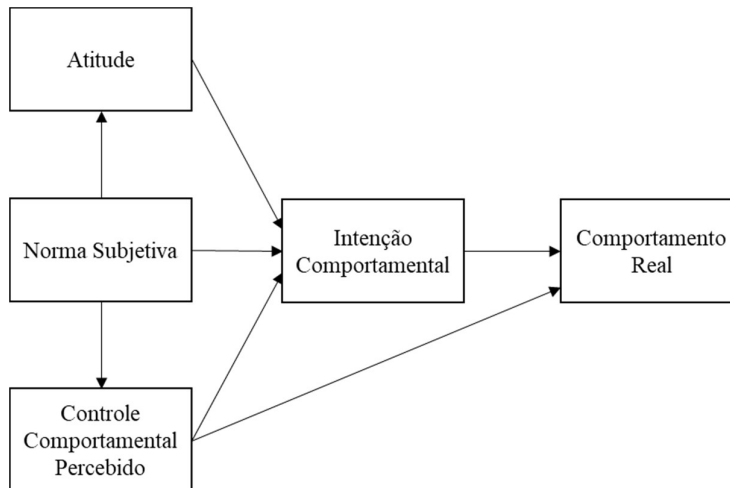 Atitude
Norma Subjetiva
Intenção
Comportamental
Comportamento
Real
Controle
Comportamental
Percebido